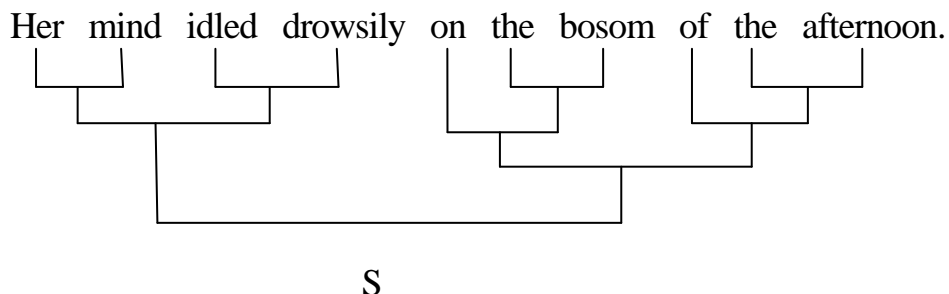 Her mind idled drowsily on the bosom of the afternoon.
S